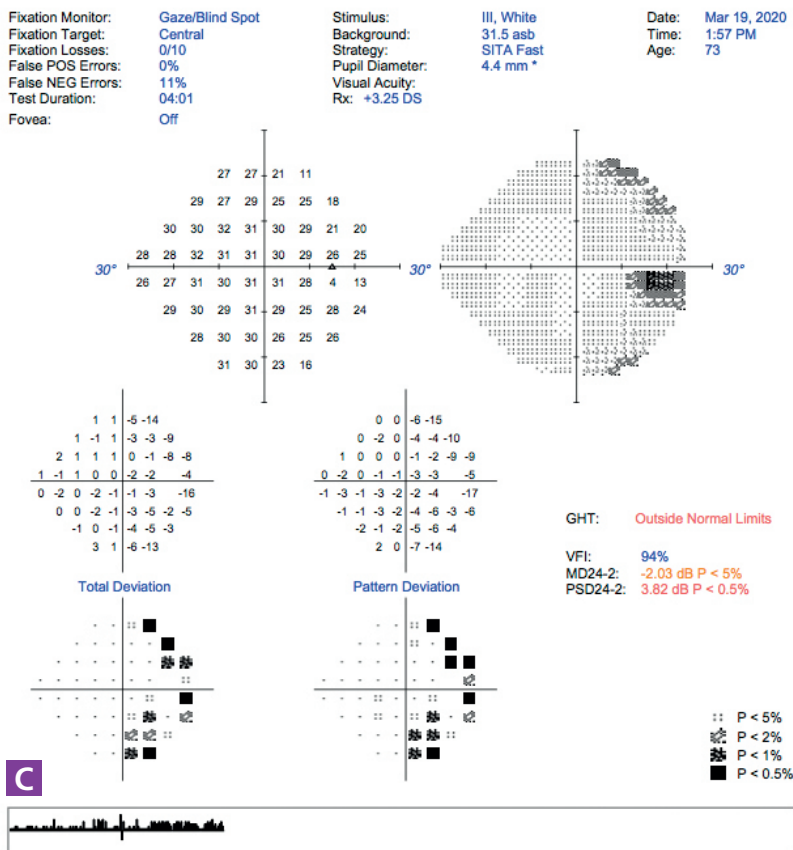 Fixation Monitor: Gaze/Blind Spot Stimulus: III, White Date: Mar 19, 2020
Fixation Target: Central Background: 31.5 asb Time: 1:57 PM
Fixation Losses: 0/10 Strategy: SITA Fast Age: 73
False POS Errors: 0% Pupil Diameter: 4.4 mm *
False NEG Errors: 11% Visual Acuity:
Test Duration: 04:01 Rx: +3.25 DS
Fovea: Off
27 27 21 11
29 27 29 25 25 18
30 30 32 31 30 29 21 20
28 28 32 31 31 30 29 26 25
30° 30° 30°
26 27 31 30 31 31 28 4 13
29 30 29 31 29 25 28 24
28 30 30 26 25 26
31 30 23 16
1 1 -5 -14 0 0 -6 -15
1 -1 1 -3 -3 -9 0 -2 0 -4 -4 -10
2 1 1 1 0 -1 -8 -8 1 0 0 0 -1 -2 -9 -9
1 -1 1 0 0 -2 -2 -4 0 -2 0 -1 -1 -3 -3 -5
0 -2 0 -2 -1 -1 -3 -16 -1 -3 -1 -3 -2 -2 -4 -17
0 0 -2 -1 -3 -5 -2 -5 -1 -1 -3 -2 -4 -6 -3 -6
-1 0 -1 -4 -5 -3 -2 -1 -2 -5 -6 -4
3 1 -6 -13 2 0 -7 -14
GHT: Outside Normal Limits
VFI: 94%
MD24-2: -2.03 dB P < 5%
PSD24-2: 3.82 dB P < 0.5%
Total Deviation Pattern Deviation
P < 5%
P < 2%
P < 1%
P < 0.5%
C